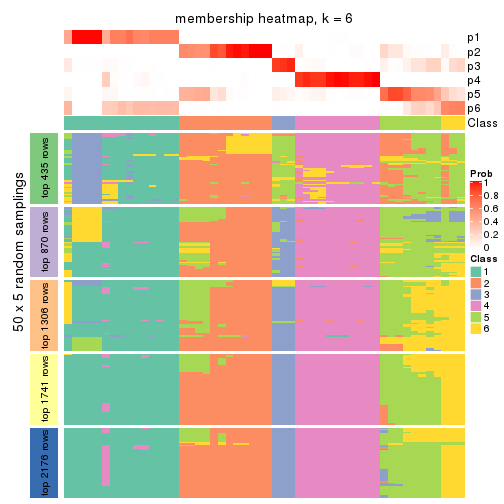 membership heatmap, k = 6
p1
p2
p3
p4
p5
p6
Class
50 x 5 random samplings
top 435 rows
top 870 rows
top 1306 rows
top 1741 rows
top 2176 rows
Prob
1
0.8
0.6
0.4
0.2
0
Class
1
2
3
4
5
6